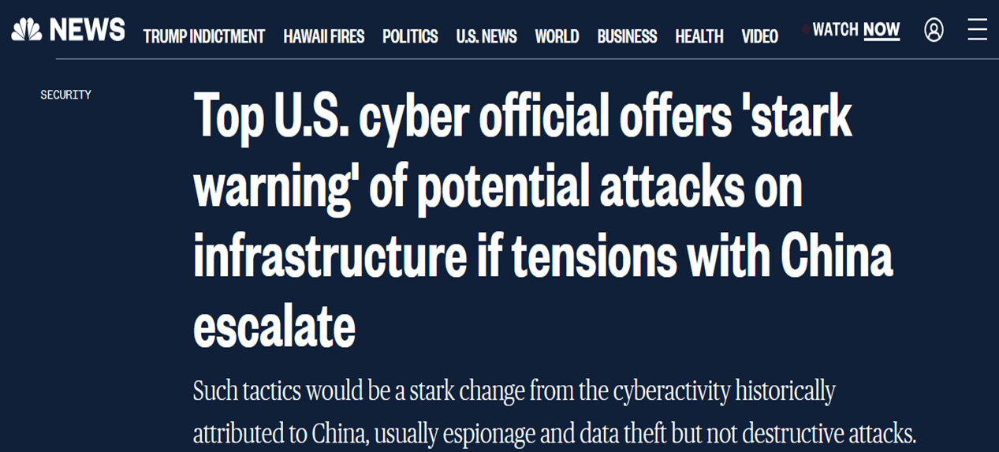 NEWS TRUMP INDICTMENT HAWAII FIRES POLITICS U.S. NEWS WORLD BUSINESS HEALTH VIDEO WATCH NOW
SECURITY
Top U.S. cyber official offers 'stark
warning' of potential attacks on
infrastructure if tensions with China
escalate
Such tactics would be a stark change from the cyberactivity historically
attributed to China, usually espionage and data theft but not destructive attacks.